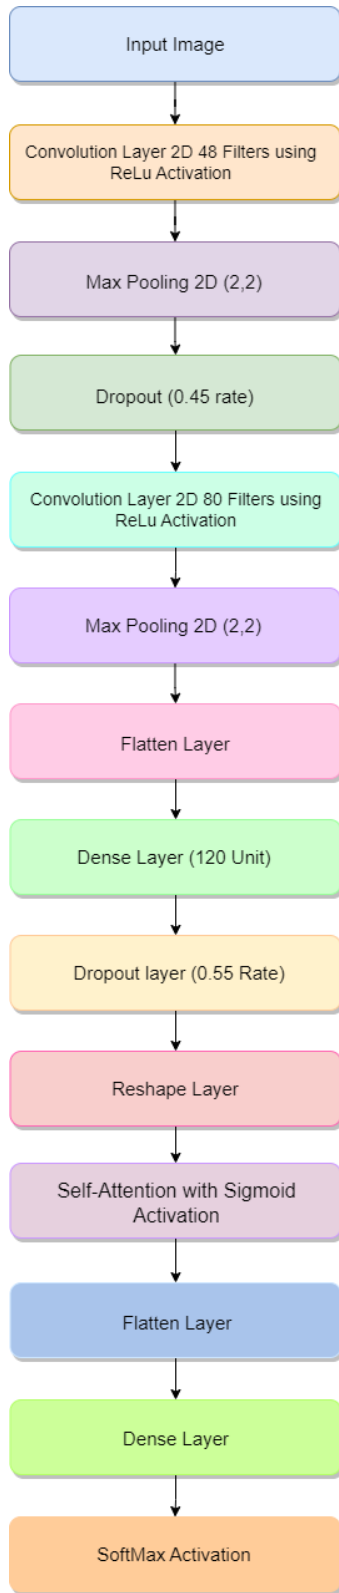 Input Image
Convolution Layer 2D 48 Filters using
ReLu Activation
Max Pooling 2D (2,2)
Dropout (0.45 rate)
Convolution Layer 2D 80 Filters using
ReLu Activation
Max Pooling 2D (2,2)
Flatten Layer
Dense Layer (120 Unit)
Dropout layer (0.55 Rate)
Reshape Layer
Self-Attention with Sigmoid
Activation
Flatten Layer
Dense Layer
SoftMax Activation